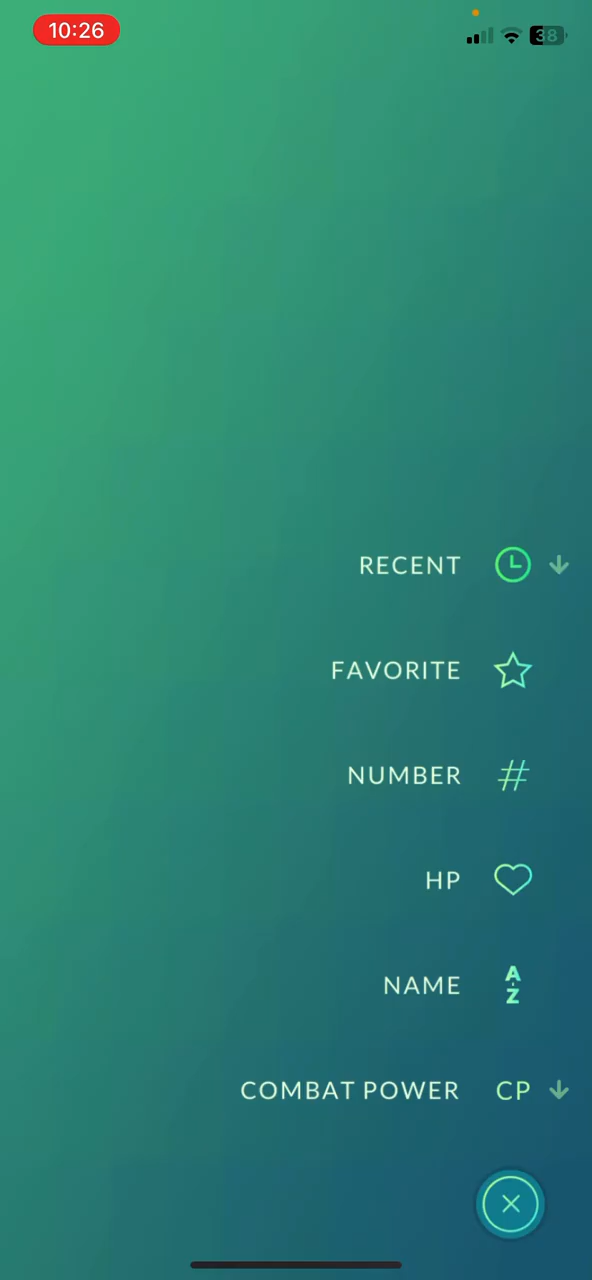 10:26
38
RECENT
FAVORITE
NUMBER
#
HP
NAME
A
Z
COMBAT POWER CP